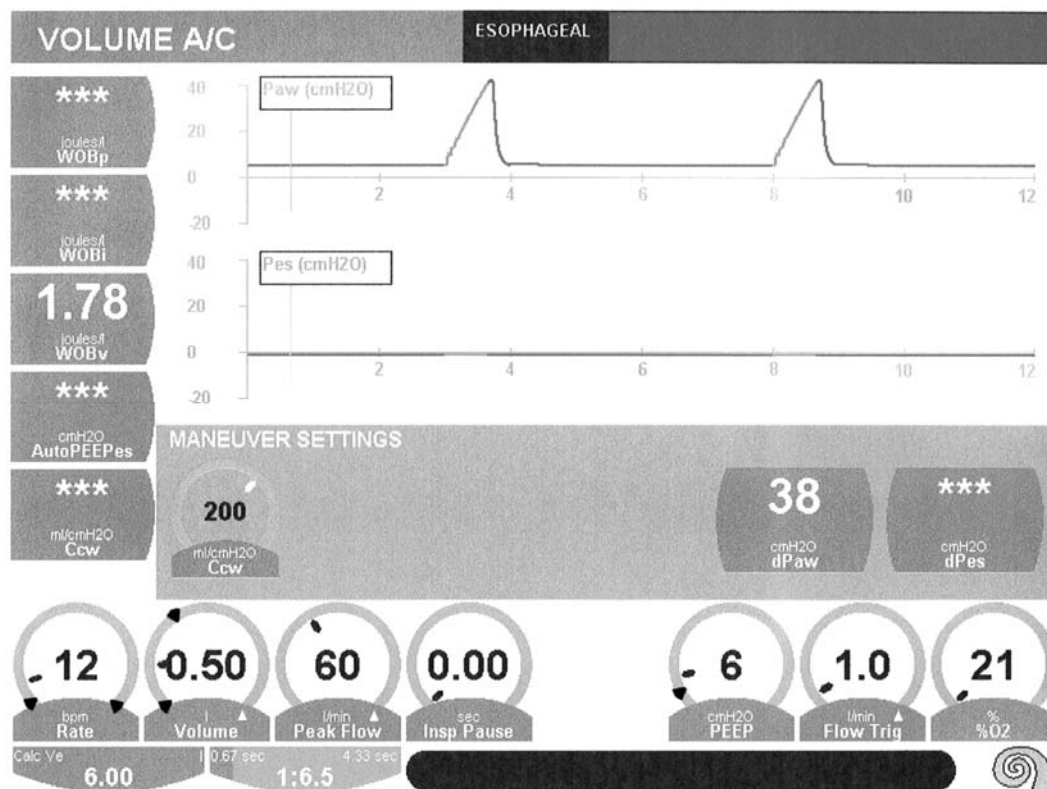 VOLUME A/C
ESOPHAGEAL
***
joules/l
WOBp
***
joules/l
WOBi
1.78
joules/l
WOBv
***
cmH2O
AutoPEEPes
***
ml/cmH2O
Ccw
Paw (cmH2O)
40
20
0
-20
2 4 6 8 10 12
Pes (cmH2O)
40
20
0
-20
2 4 6 8 10 12
MANEUVER SETTINGS
200
ml/cmH2O
Ccw
38
cmH2O
dPaw
***
cmH2O
dPes
12
bpm
Rate
0.50
l
Volume
60
l/min
Peak Flow
0.00
sec
Insp Pause
6
cmH2O
PEEP
1.0
l/min
Flow Trig
21
%
%O2
Calc Ve l
6.00
0.67 sec 4.33 sec
1:6.5